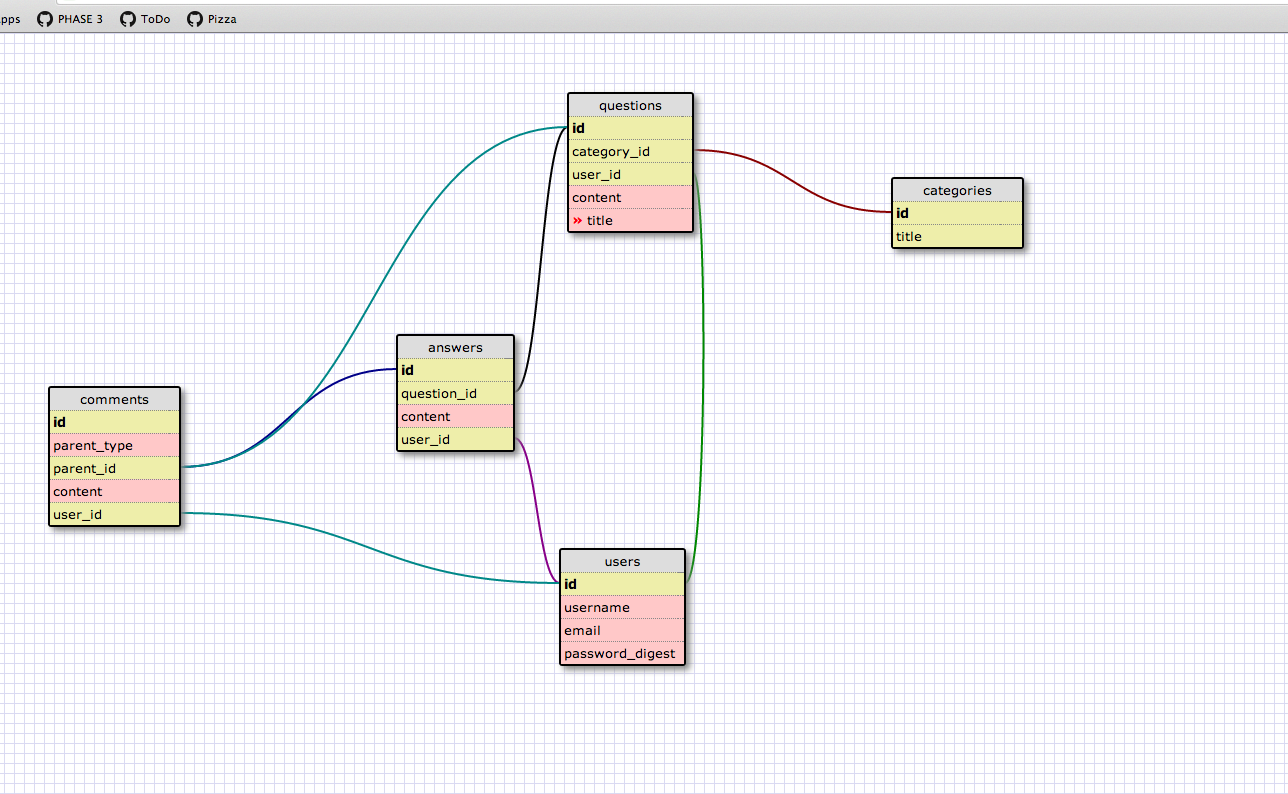 PHASE 3 ToDo Pizza
questions
id
category_id
user_id
content
» title
categories
id
title
answers
id
question_id
content
user_id
comments
id
parent_type
parent_id
content
user_id
users
id
username
email
password_digest